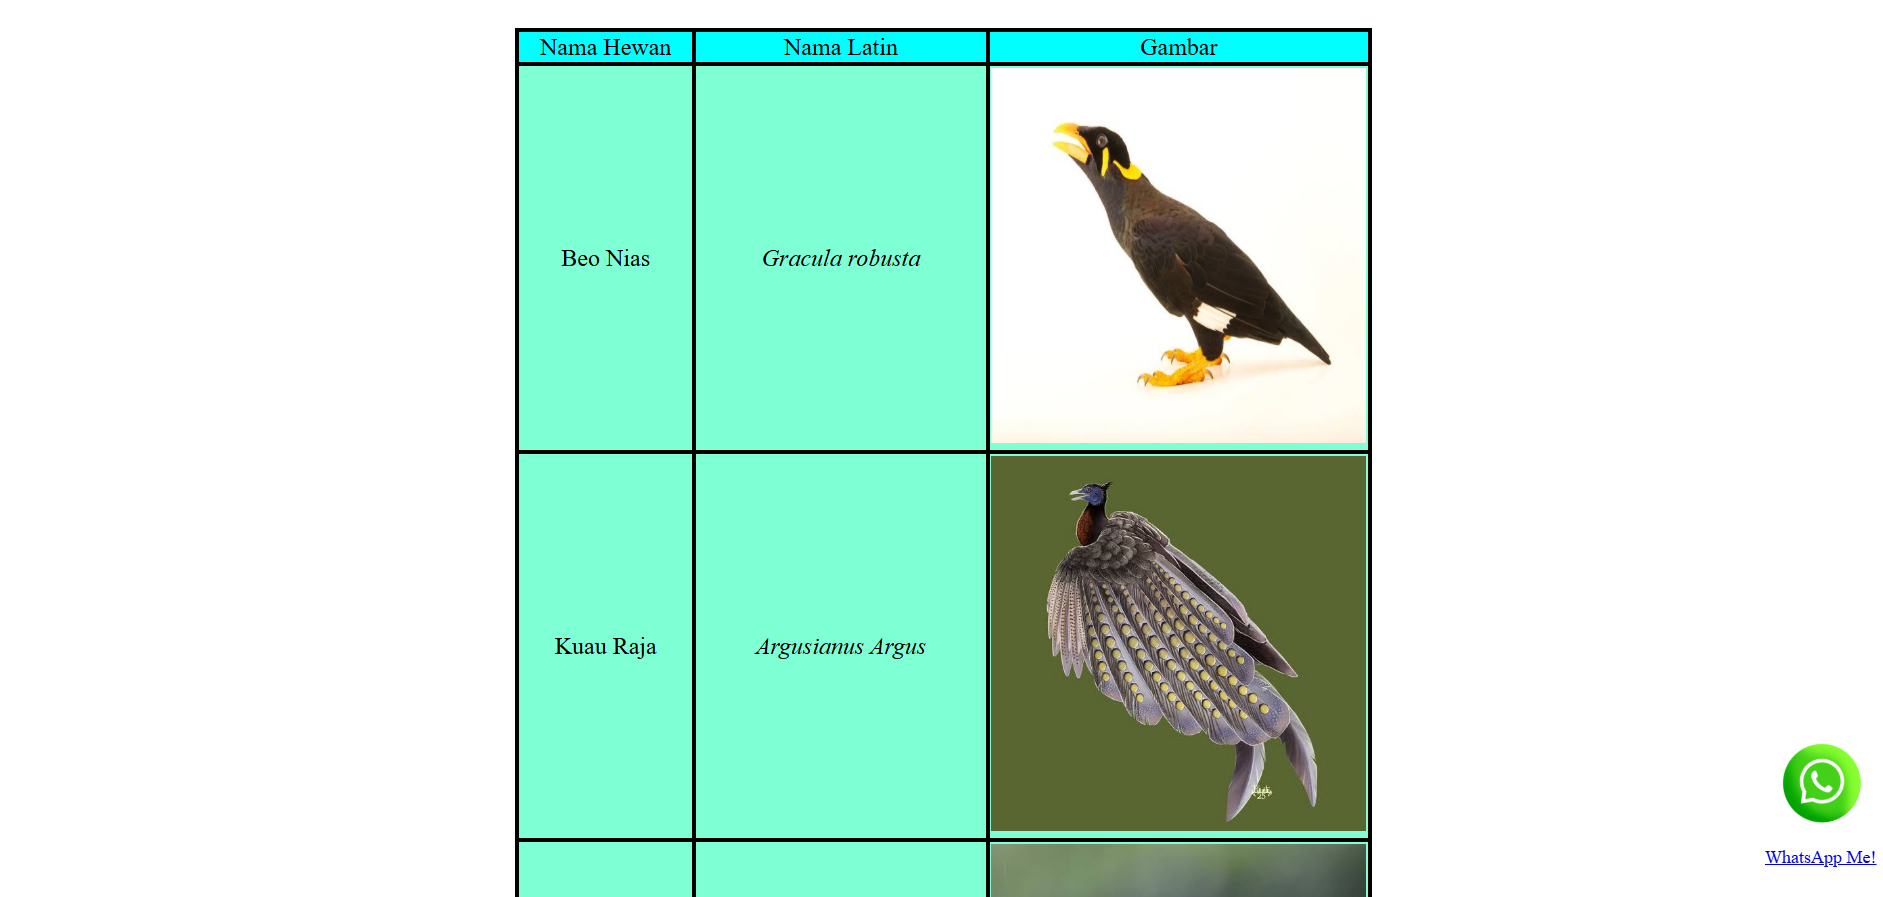 Nama Hewan Nama Latin Gambar
Beo Nias Gracula robusta
Kuau Raja Argusianus Argus
WhatsApp Me!